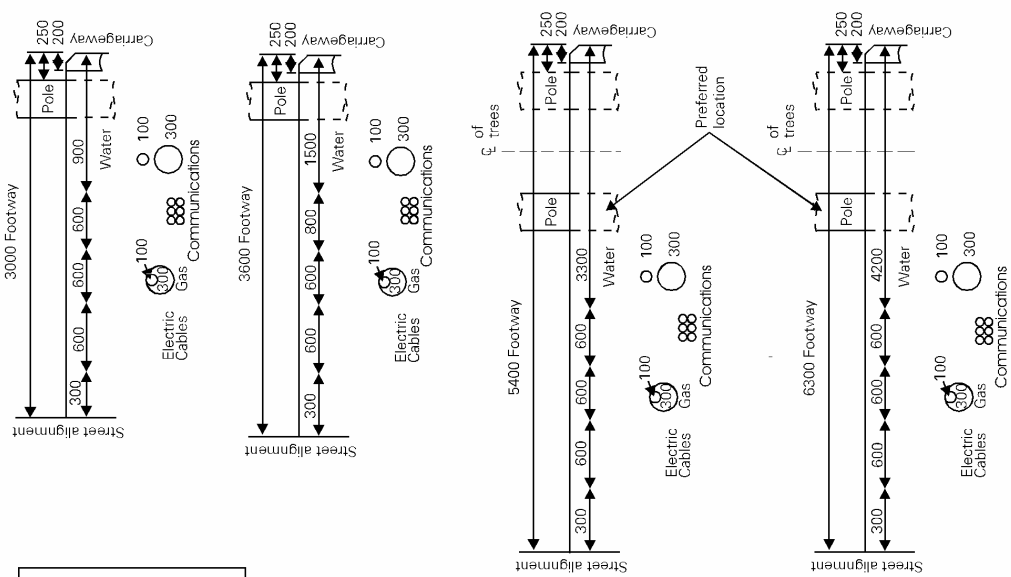 Carriageway
250
200
Pole
3000 Footway
900
Water
600
600
600
300
100
300
Communications
100
300
Gas
Electric
Cables
Street alignment
Carriageway
250
200
Pole
3600 Footway
1500
Water
800
600
600
300
100
300
Communications
100
300
Gas
Electric
Cables
Street alignment
Carriageway
250
200
Pole
℄ of
trees
Preferred
location
Pole
5400 Footway
3300
Water
600
600
600
300
100
300
Communications
100
300
Gas
Electric
Cables
Street alignment
Carriageway
250
200
Pole
℄ of
trees
Pole
6300 Footway
4200
Water
600
600
600
300
100
300
Communications
100
300
Gas
Electric
Cables
Street alignment